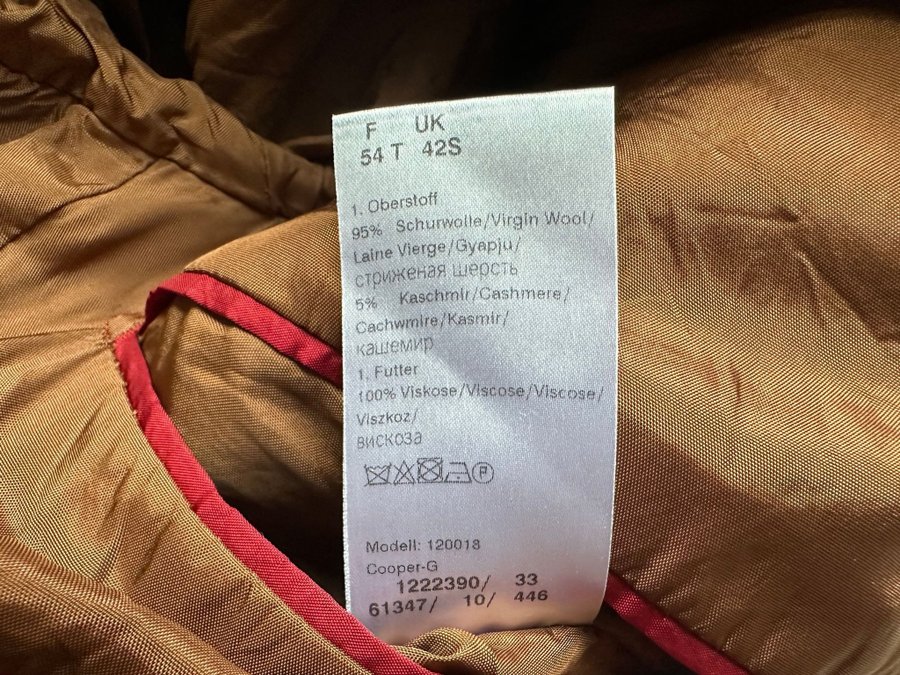 F UK
54 T 42S
1. Oberstoff
95% Schurwolle/Virgin Wool/
Laine Vierge/Gyapju/
стриженая шерсть
5% Kaschmir/Cashmere/
Cachwmire/Kasmir/
кашемир
1. Futter
100% Viskose/Viscose/Viscose/
Viszkoz/
вискоза
P
Modell: 120018
Cooper-G
1222390/ 33
61347/ 10/ 446